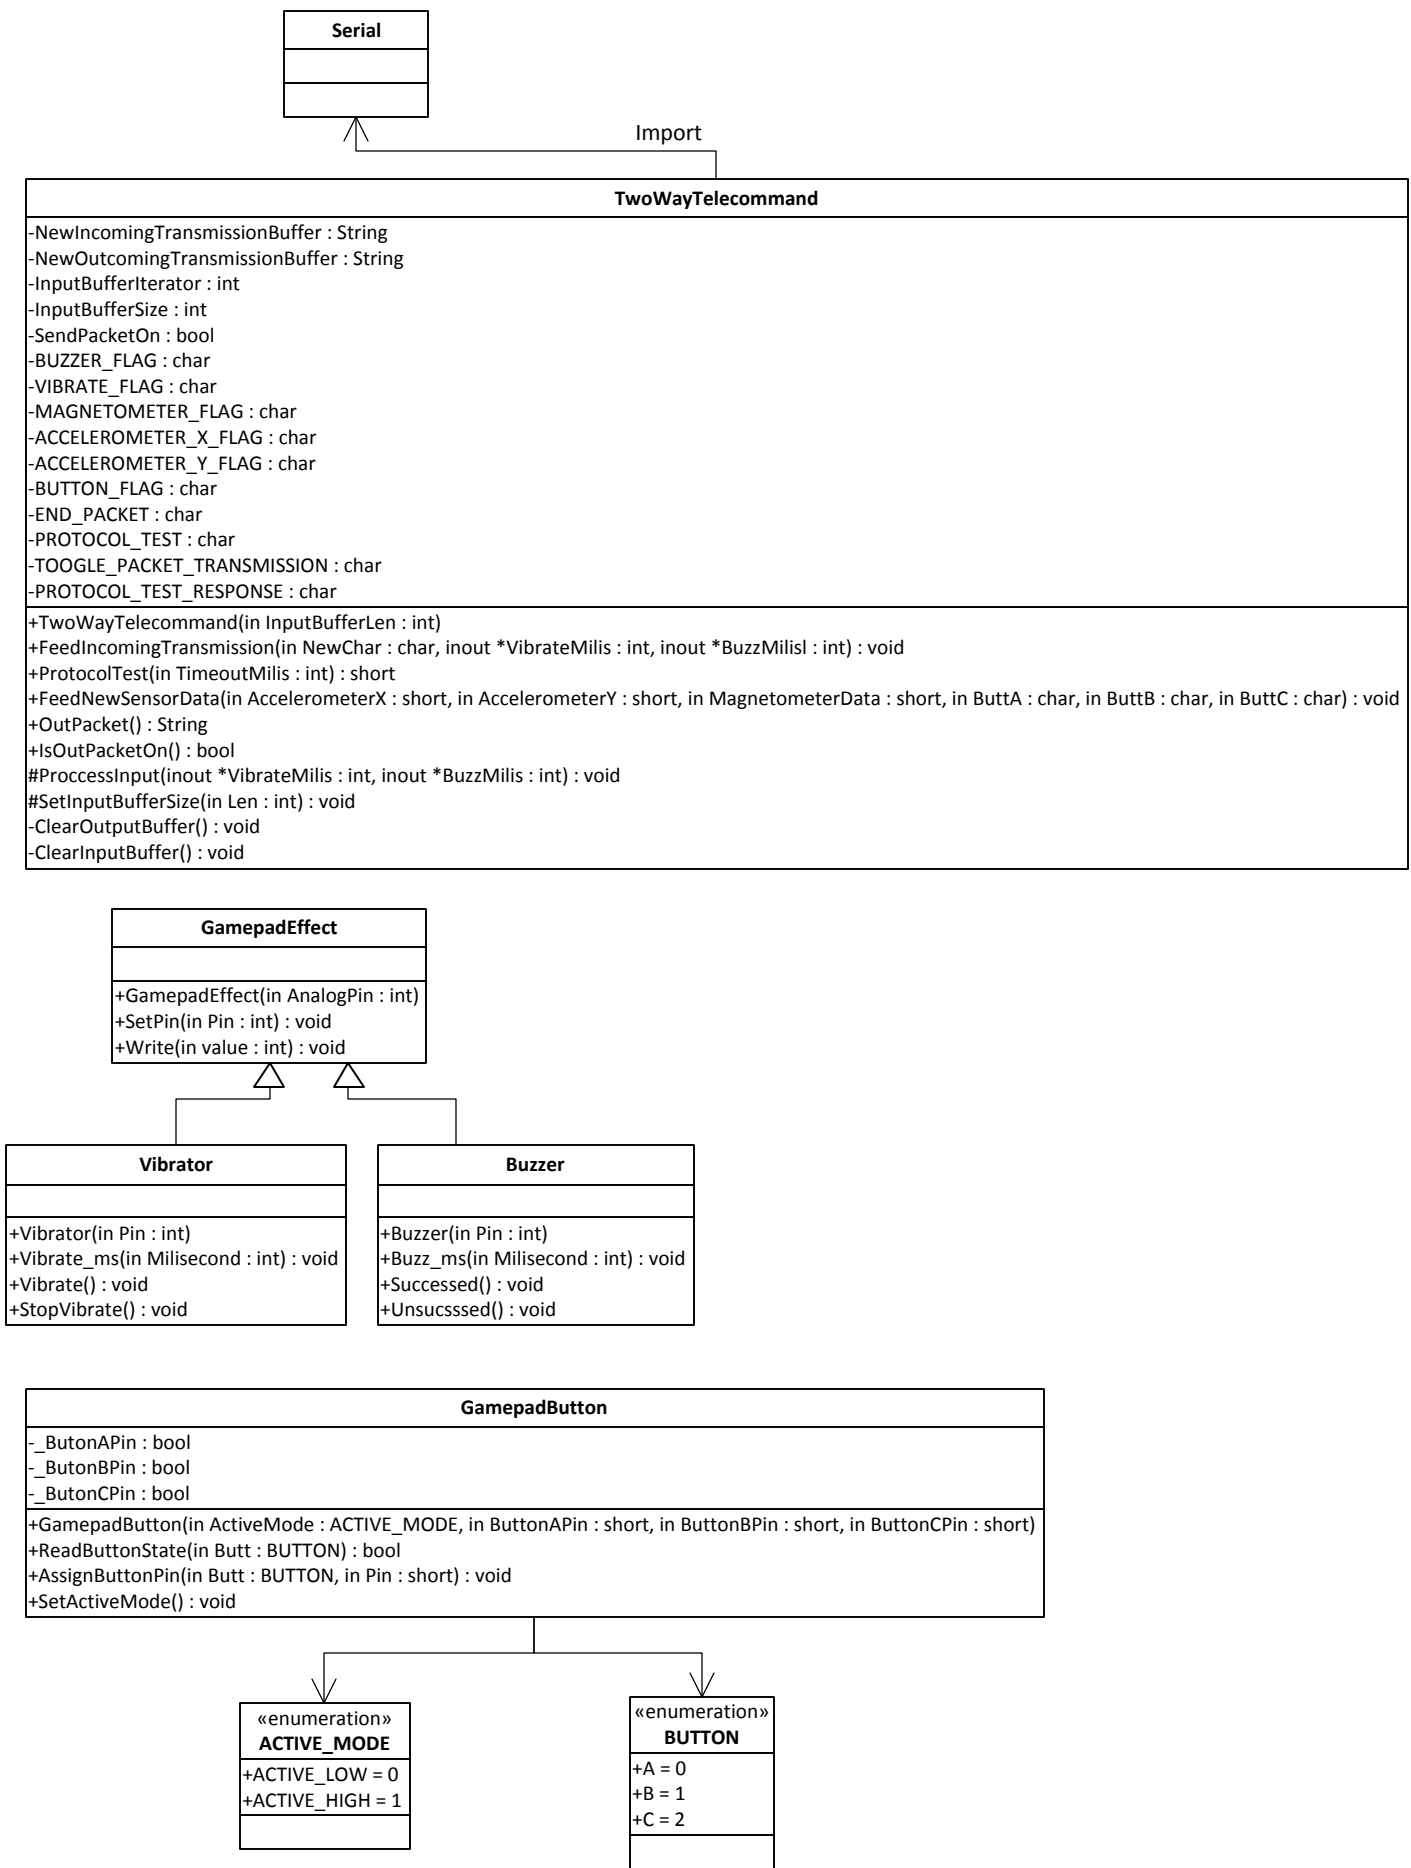 Serial
Import
TwoWayTelecommand
-NewIncomingTransmissionBuffer : String
-NewOutcomingTransmissionBuffer : String
-InputBufferIterator : int
-InputBufferSize : int
-SendPacketOn : bool
-BUZZER_FLAG : char
-VIBRATE_FLAG : char
-MAGNETOMETER_FLAG : char
-ACCELEROMETER_X_FLAG : char
-ACCELEROMETER_Y_FLAG : char
-BUTTON_FLAG : char
-END_PACKET : char
-PROTOCOL_TEST : char
-TOOGLE_PACKET_TRANSMISSION : char
-PROTOCOL_TEST_RESPONSE : char
+TwoWayTelecommand(in InputBufferLen : int)
+FeedIncomingTransmission(in NewChar : char, inout *VibrateMilis : int, inout *BuzzMilisl : int) : void
+ProtocolTest(in TimeoutMilis : int) : short
+FeedNewSensorData(in AccelerometerX : short, in AccelerometerY : short, in MagnetometerData : short, in ButtA : char, in ButtB : char, in ButtC : char) : void
+OutPacket() : String
+IsOutPacketOn() : bool
#ProccessInput(inout *VibrateMilis : int, inout *BuzzMilis : int) : void
#SetInputBufferSize(in Len : int) : void
-ClearOutputBuffer() : void
-ClearInputBuffer() : void
GamepadEffect
+GamepadEffect(in AnalogPin : int)
+SetPin(in Pin : int) : void
+Write(in value : int) : void
Vibrator
+Vibrator(in Pin : int)
+Vibrate_ms(in Milisecond : int) : void
+Vibrate() : void
+StopVibrate() : void
Buzzer
+Buzzer(in Pin : int)
+Buzz_ms(in Milisecond : int) : void
+Successed() : void
+Unsucsssed() : void
GamepadButton
-_ButonAPin : bool
-_ButonBPin : bool
-_ButonCPin : bool
+GamepadButton(in ActiveMode : ACTIVE_MODE, in ButtonAPin : short, in ButtonBPin : short, in ButtonCPin : short)
+ReadButtonState(in Butt : BUTTON) : bool
+AssignButtonPin(in Butt : BUTTON, in Pin : short) : void
+SetActiveMode() : void
«enumeration»
ACTIVE_MODE
+ACTIVE_LOW = 0
+ACTIVE_HIGH = 1
«enumeration»
BUTTON
+A = 0
+B = 1
+C = 2